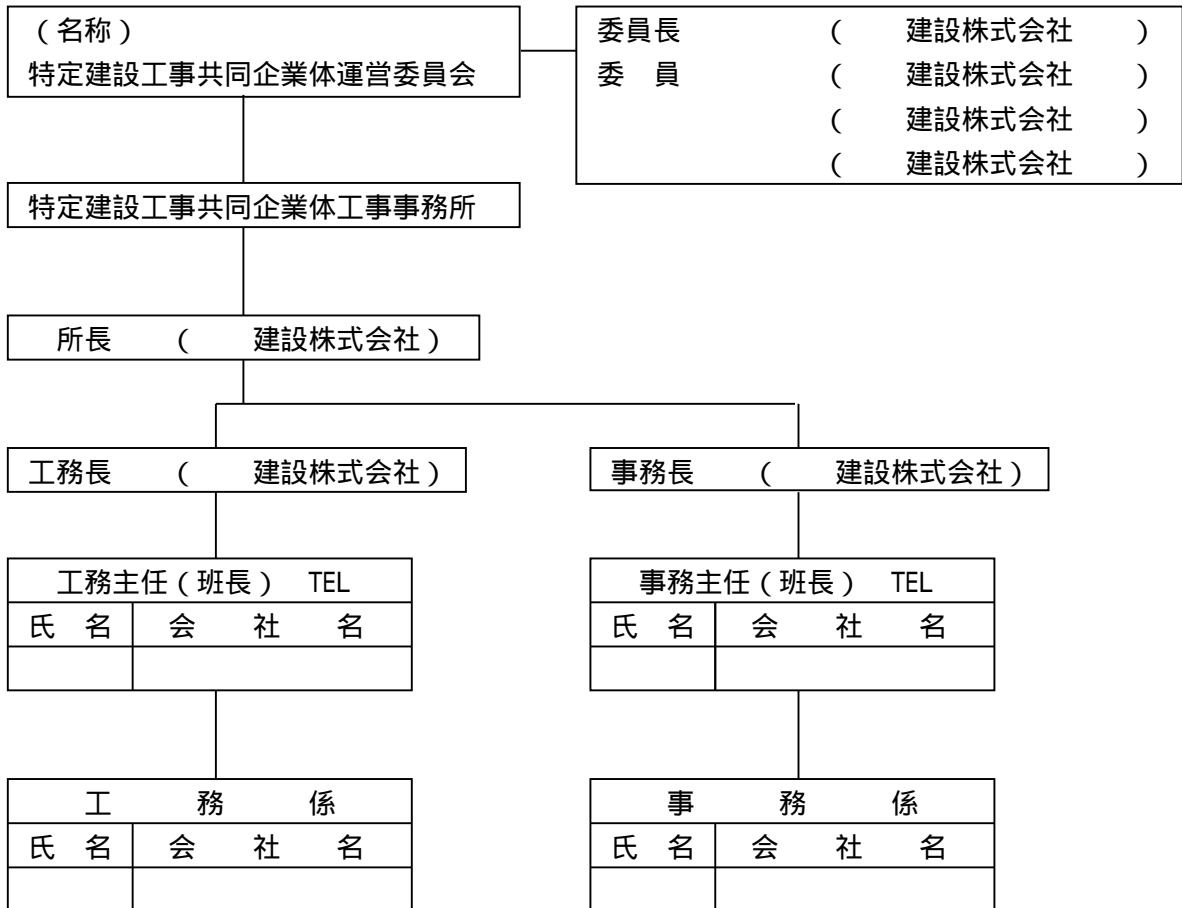 （名称）
特定建設工事共同企業体運営委員会
委員長　　　　（　　建設株式会社　　）
委　員　　　　（　　建設株式会社　　）
（　　建設株式会社　　）
（　　建設株式会社　　）
特定建設工事共同企業体工事事務所
所長　　（　　建設株式会社）
工務長　　（　　建設株式会社）
事務長　　（　　建設株式会社）
工務主任（班長）　TEL
氏　名　会　　社　　名
事務主任（班長）　TEL
氏　名　会　　社　　名
工　　　務　　　係
氏　名　会　　社　　名
事　　　務　　　係
氏　名　会　　社　　名